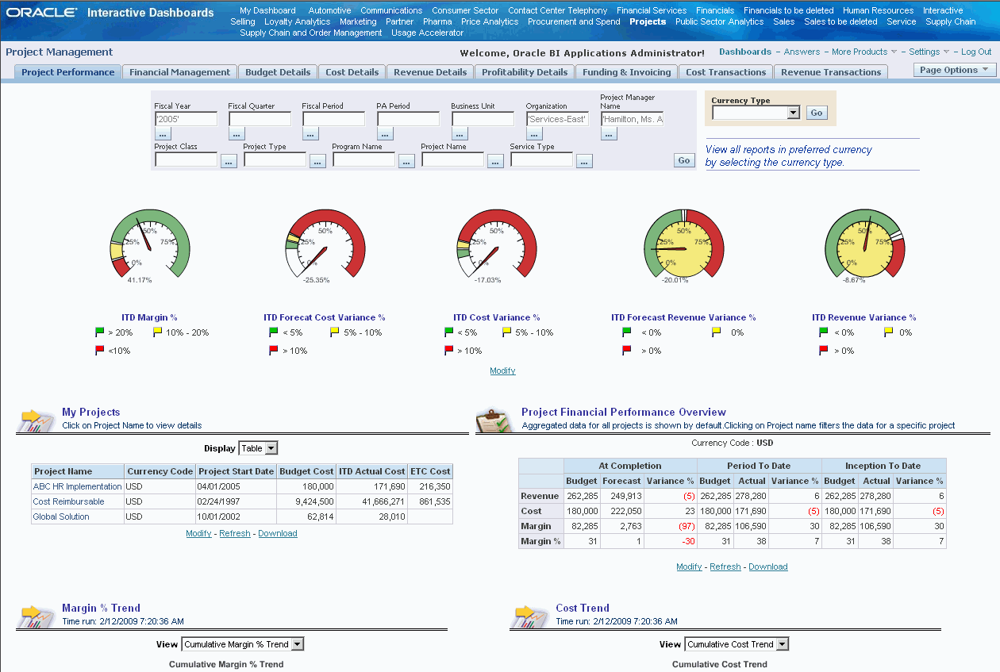 ORACLE Interactive Dashboards
My Dashboard Automotive Communications Consumer Sector Contact Center Telephony Financial Services Financials Financials to be deleted Human Resources Interactive
Selling Loyalty Analytics Marketing Partner Pharma Price Analytics Procurement and Spend Projects Public Sector Analytics Sales Sales to be deleted Service Supply Chain
Supply Chain and Order Management Usage Accelerator
Project Management Welcome, Oracle BI Applications Administrator! Dashboards - Answers - More Products - Settings - Log Out
Project Performance Financial Management Budget Details Cost Details Revenue Details Profitability Details Funding & Invoicing Cost Transactions Revenue Transactions Page Options
Fiscal Year Fiscal Quarter Fiscal Period PA Period Business Unit Organization Project Manager Name
'2005' 'Services-East' 'Hamilton, Ms. A
... ... ... ... ... ... ...
Project Class Project Type Program Name Project Name Service Type
... ... ... ... ... Go
Currency Type
Go
View all reports in preferred currency
by selecting the currency type.
50% 50% 50% 50% 50%
25% 75% 25% 25% 25% 75% 25% 75%
0% 0% 0% 0% 0%
41.17% -25.35% -17.03% -20.01% -8.67%
ITD Margin % ITD Forecat Cost Variance % ITD Cost Variance % ITD Forecast Revenue Variance % ITD Revenue Variance %
> 20% 10% - 20% < 5% 5% - 10% < 5% 5% - 10% < 0% 0% < 0% 0%
<10% > 10% > 10% > 0% > 0%
Modify
My Projects
Click on Project Name to view details
Display Table
Project Name Currency Code Project Start Date Budget Cost ITD Actual Cost ETC Cost
ABC HR Implementation USD 04/01/2005 180,000 171,690 216,350
Cost Reimbursable USD 02/24/1997 9,424,500 41,666,271 861,535
Global Solution USD 10/01/2002 62,814 28,010
Modify - Refresh - Download
Project Financial Performance Overview
Aggregated data for all projects is shown by default.Clicking on Project name filters the data for a specific project
Currency Code : USD
At Completion Period To Date Inception To Date
Budget Forecast Variance % Budget Actual Variance % Budget Actual Variance %
Revenue 262,285 249,913 (5) 262,285 278,280 6 262,285 278,280 6
Cost 180,000 222,050 23 180,000 171,690 (5) 180,000 171,690 (5)
Margin 82,285 2,763 (97) 82,285 106,590 30 82,285 106,590 30
Margin % 31 1 -30 31 38 7 31 38 7
Modify - Refresh - Download
Margin % Trend
Time run: 2/12/2009 7:20:36 AM
View Cumulative Margin % Trend
Cumulative Margin % Trend
Cost Trend
Time run: 2/12/2009 7:20:36 AM
View Cumulative Cost Trend
Cumulative Cost Trend